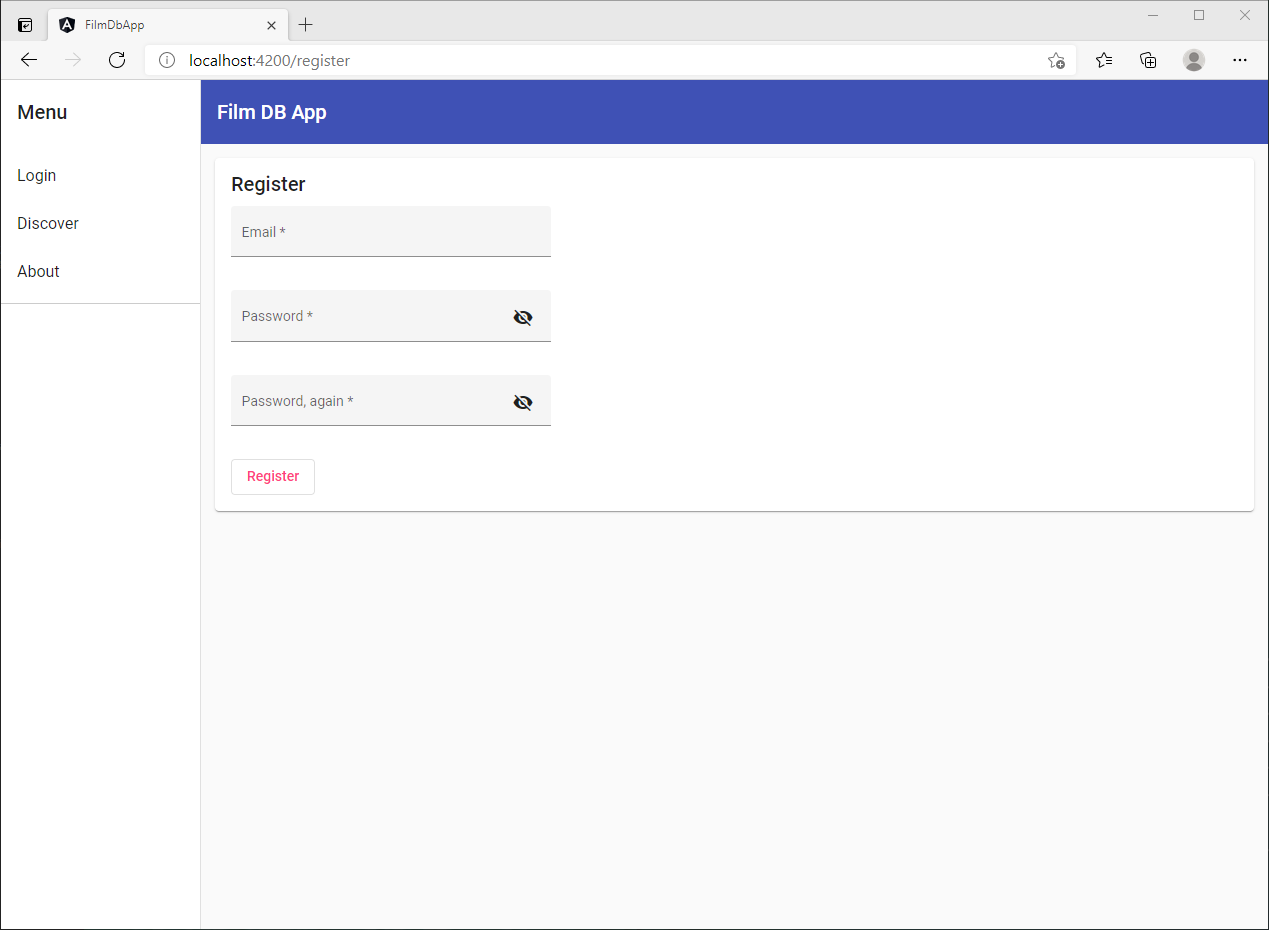 FilmDbApp
localhost:4200/register
Menu
Film DB App
Login
Discover
About
Register
Email *
Password *
Password, again *
Register